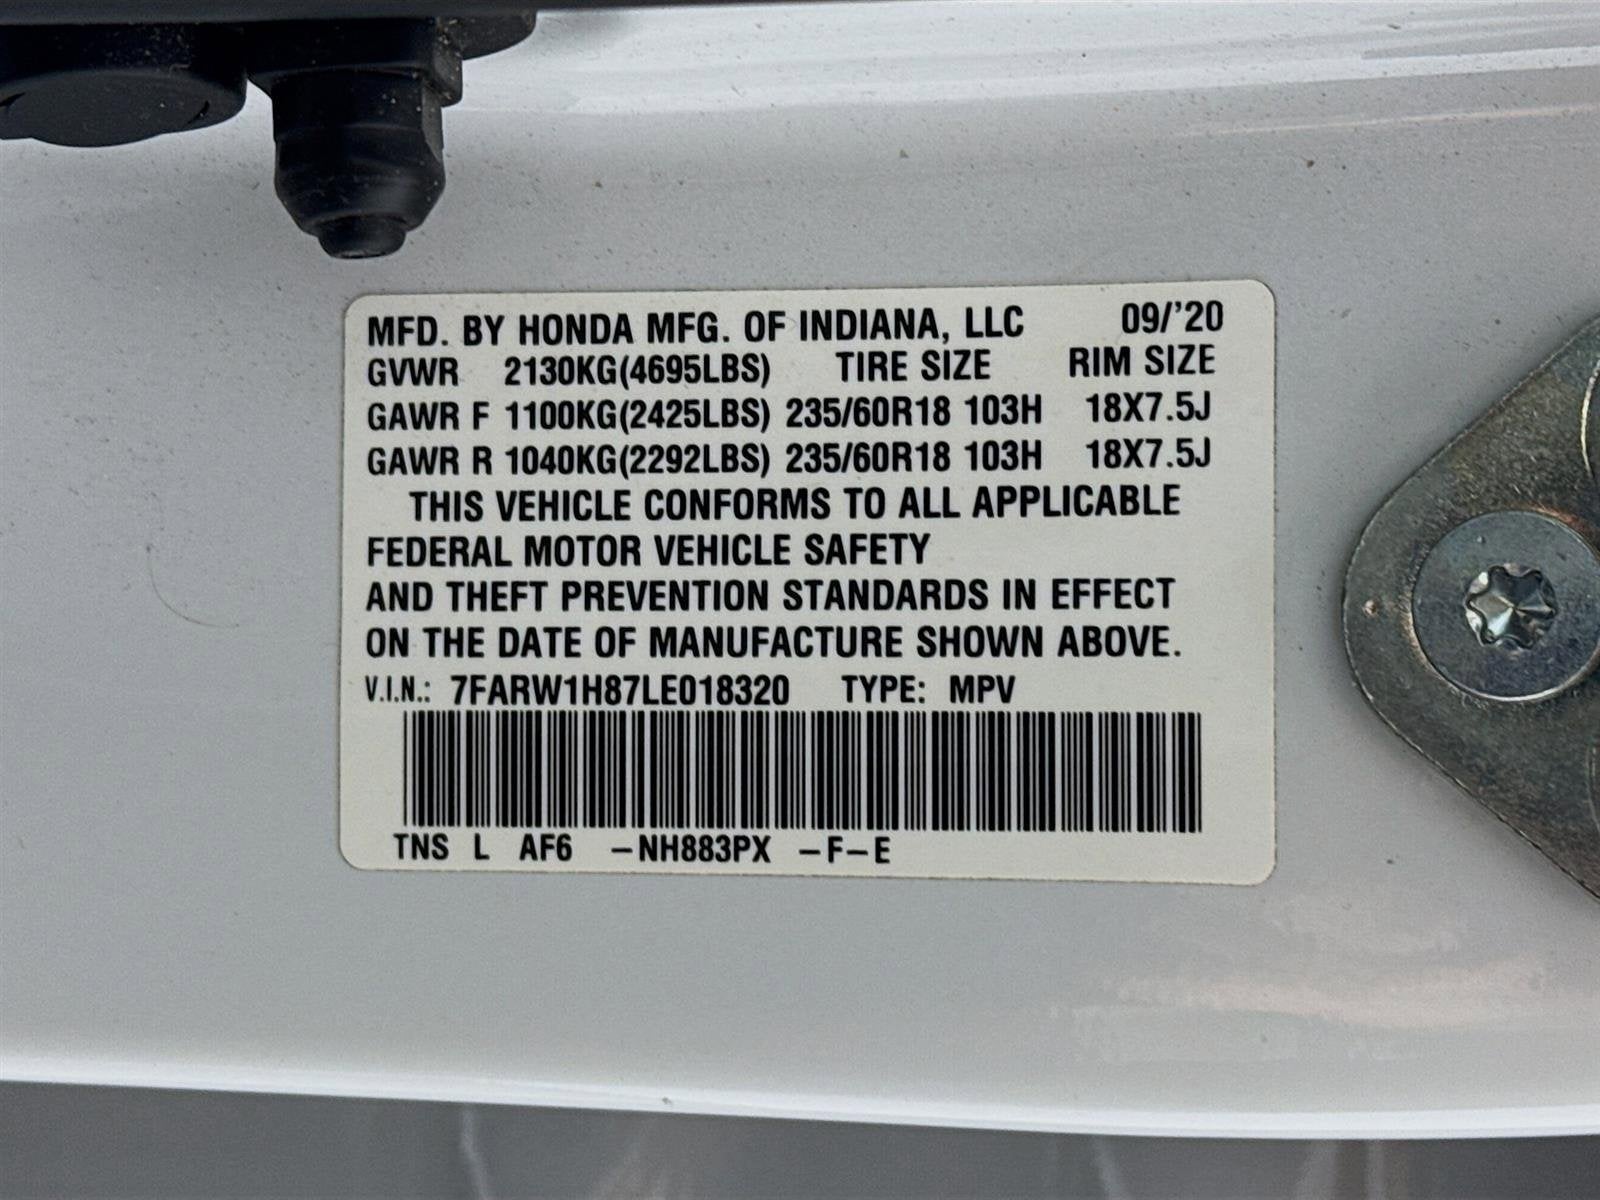 MFD. BY HONDA MFG. OF INDIANA, LLC 09/'20
GVWR 2130KG(4695LBS) TIRE SIZE RIM SIZE
GAWR F 1100KG(2425LBS) 235/60R18 103H 18X7.5J
GAWR R 1040KG(2292LBS) 235/60R18 103H 18X7.5J
THIS VEHICLE CONFORMS TO ALL APPLICABLE
FEDERAL MOTOR VEHICLE SAFETY
AND THEFT PREVENTION STANDARDS IN EFFECT
ON THE DATE OF MANUFACTURE SHOWN ABOVE.
V.I.N.: 7FARW1H87LE018320 TYPE: MPV
TNS L AF6 -NH883PX -F-E